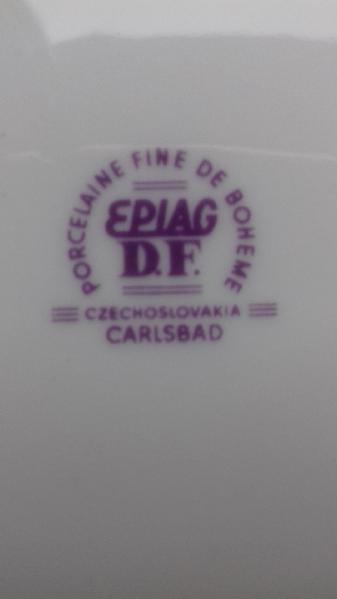 PORCELAINE FINE DE BOHEME
EPIAG
D.F.
CZECHOSLOVAKIA
CARLSBAD